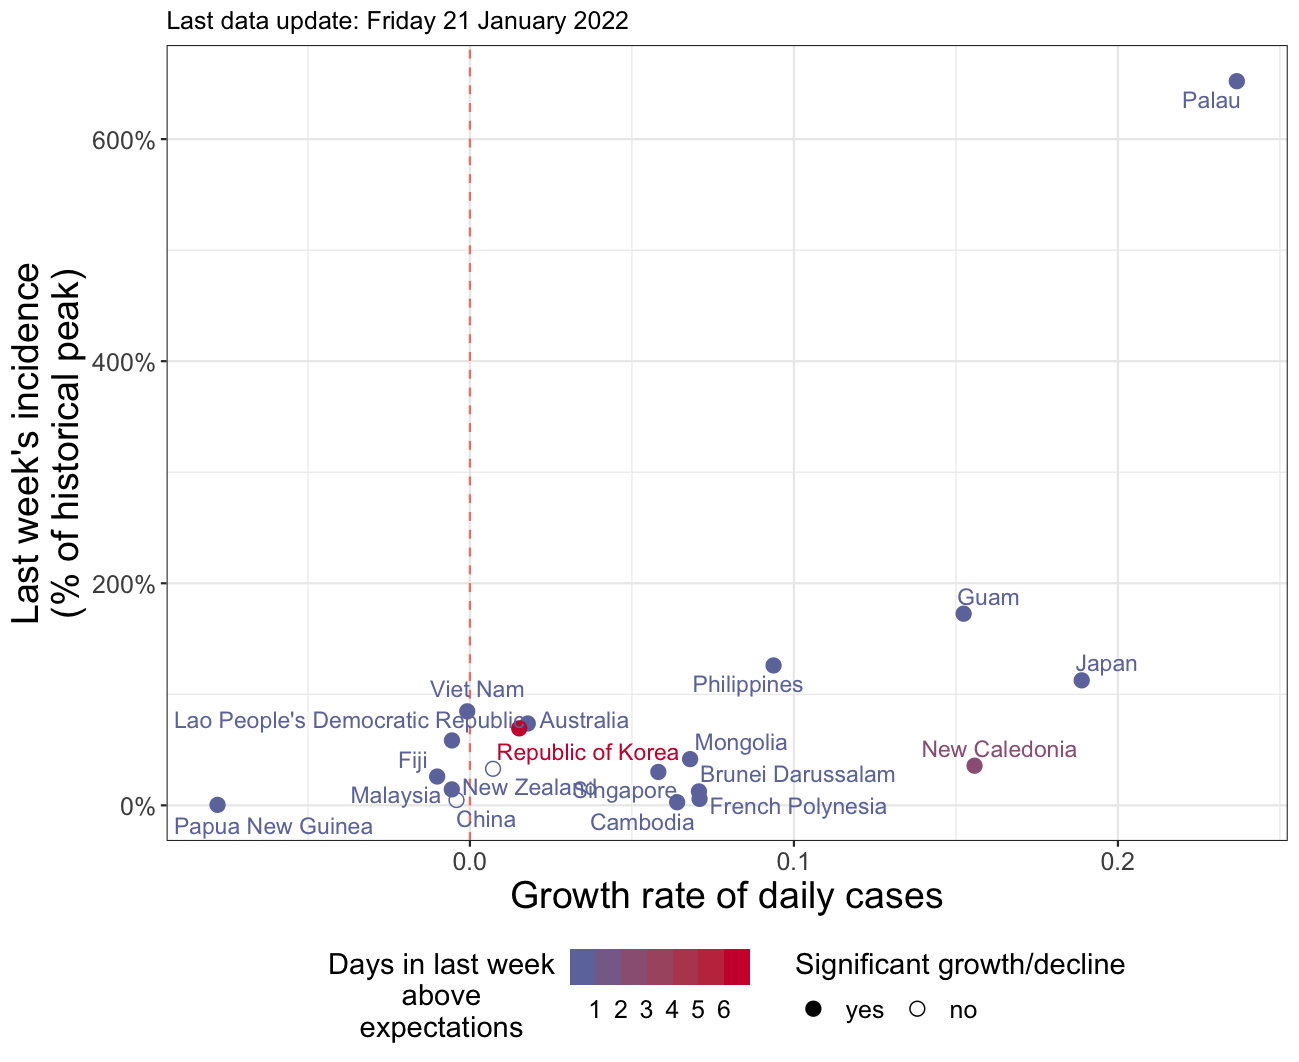 Last data update: Friday 21 January 2022
Last week's incidence
(% of historical peak)
600%
400%
200%
0%
Palau
Guam
Japan
Philippines
Viet Nam
Lao People's Democratic Republic
Australia
Republic of Korea
Mongolia
New Caledonia
Fiji
Brunei Darussalam
Malaysia
New Zealand
Singapore
French Polynesia
China
Cambodia
Papua New Guinea
0.0
0.1
0.2
Growth rate of daily cases
Days in last week
above
expectations
1 2 3 4 5 6
Significant growth/decline
yes
no